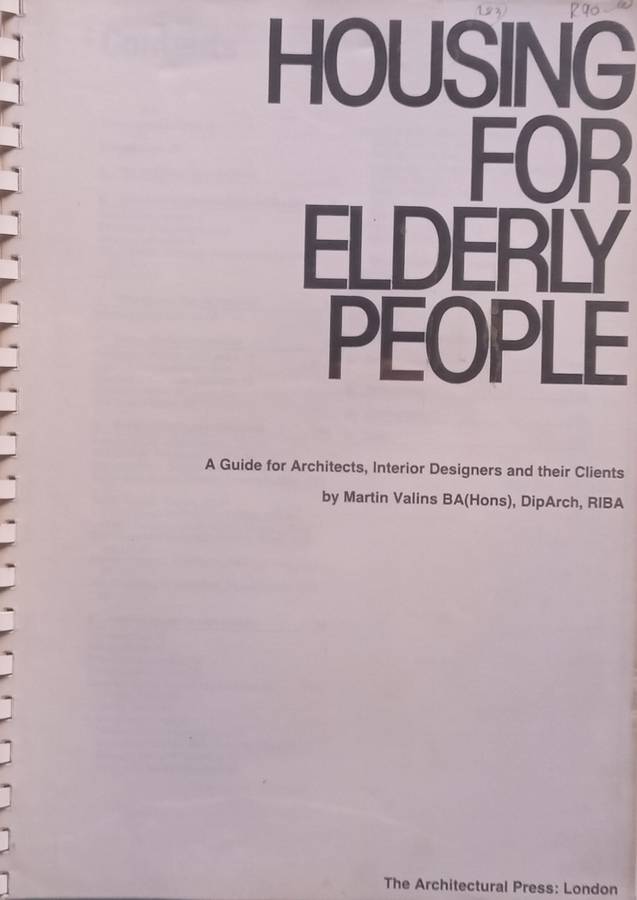 HOUSING
FOR
ELDERLY
PEOPLE
A Guide for Architects, Interior Designers and their Clients
by Martin Valins BA(Hons), DipArch, RIBA
The Architectural Press: London